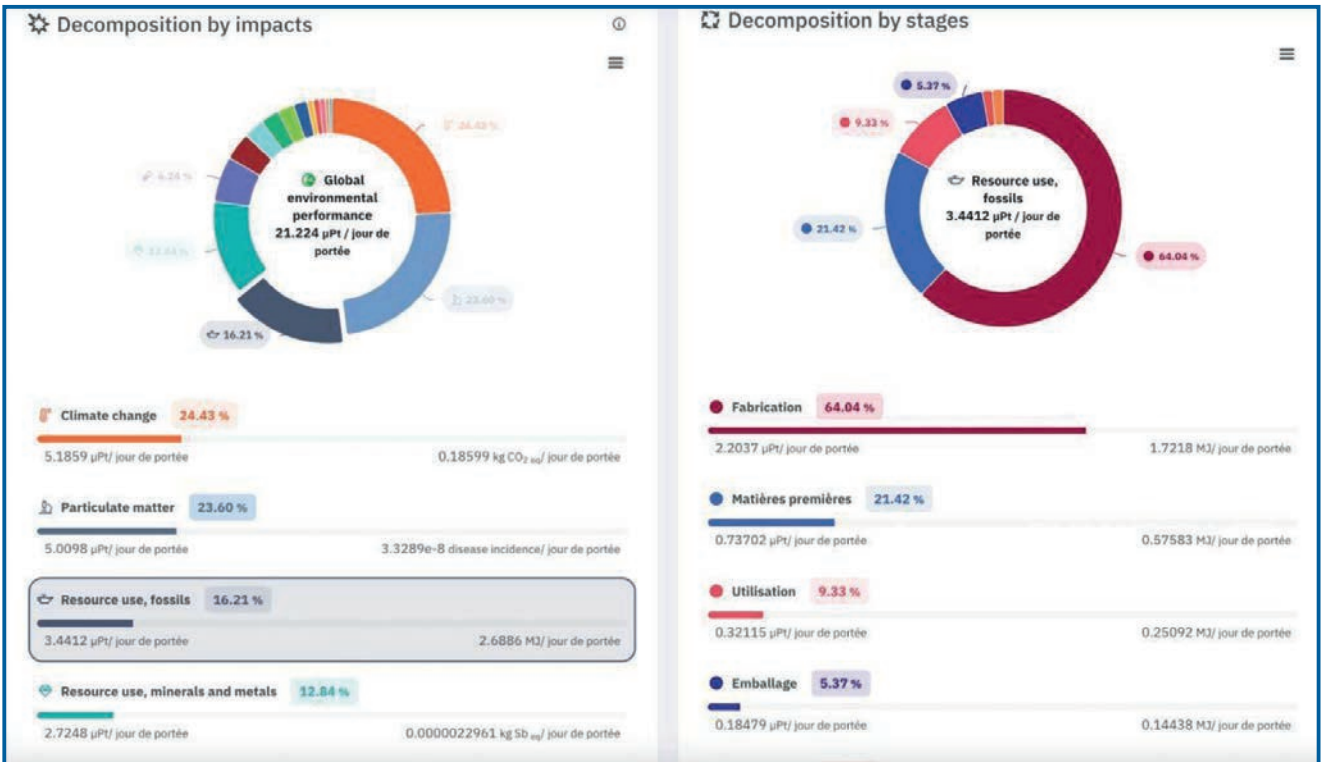 Decomposition by impacts
24.43 %
6.24 %
Global
environmental
performance
21.224 µPt / jour de
portée
12.84 %
23.60 %
16.21 %
Climate change 24.43 %
5.1859 µPt/ jour de portée 0.18599 kg CO2 eq/ jour de portée
Particulate matter 23.60 %
5.0098 µPt/ jour de portée 3.3289e-8 disease incidence/ jour de portée
Resource use, fossils 16.21 %
3.4412 µPt/ jour de portée 2.6886 MJ/ jour de portée
Resource use, minerals and metals 12.84 %
2.7248 µPt/ jour de portée 0.0000022961 kg Sb eq/ jour de portée
Decomposition by stages
5.37 %
9.33 %
Resource use,
fossils
3.4412 µPt / jour de
portée
21.42 %
64.04 %
Fabrication 64.04 %
2.2037 µPt/ jour de portée 1.7218 MJ/ jour de portée
Matières premières 21.42 %
0.73702 µPt/ jour de portée 0.57583 MJ/ jour de portée
Utilisation 9.33 %
0.32115 µPt/ jour de portée 0.25092 MJ/ jour de portée
Emballage 5.37 %
0.18479 µPt/ jour de portée 0.14438 MJ/ jour de portée